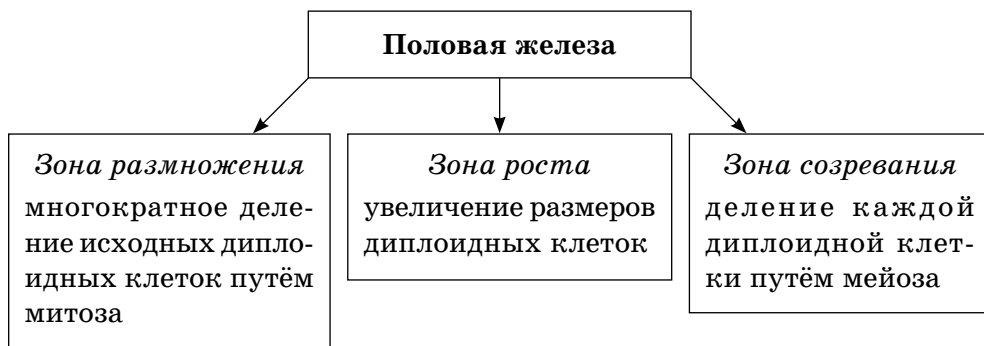 Половая железа
Зона размножения
многократное деле-
ние исходных дипло-
идных клеток путём
митоза
Зона роста
увеличение размеров
диплоидных клеток
Зона созревания
деление каждой
диплоидной клет-
ки путём мейоза